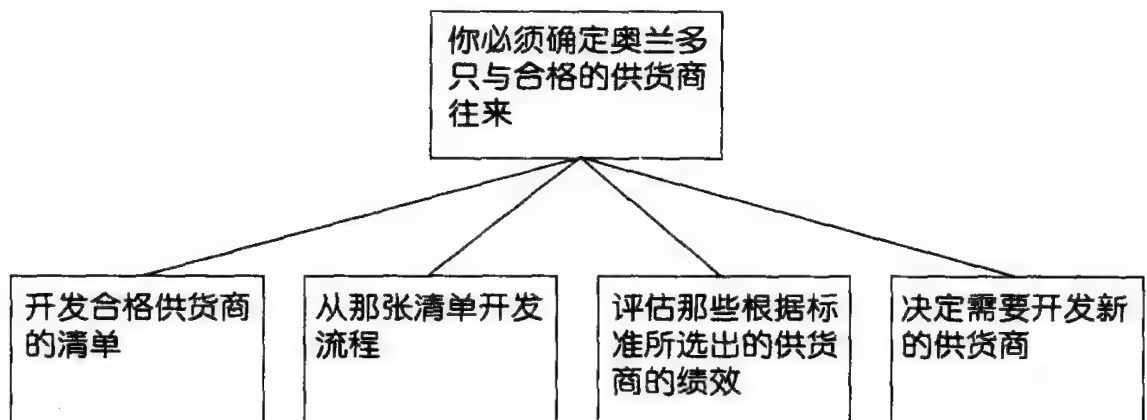 你必须确定奥兰多
只与合格的供货商
往来
开发合格供货商
的清单
从那张清单开发
流程
评估那些根据标
准所选出的供货
商的绩效
决定需要开发新
的供货商